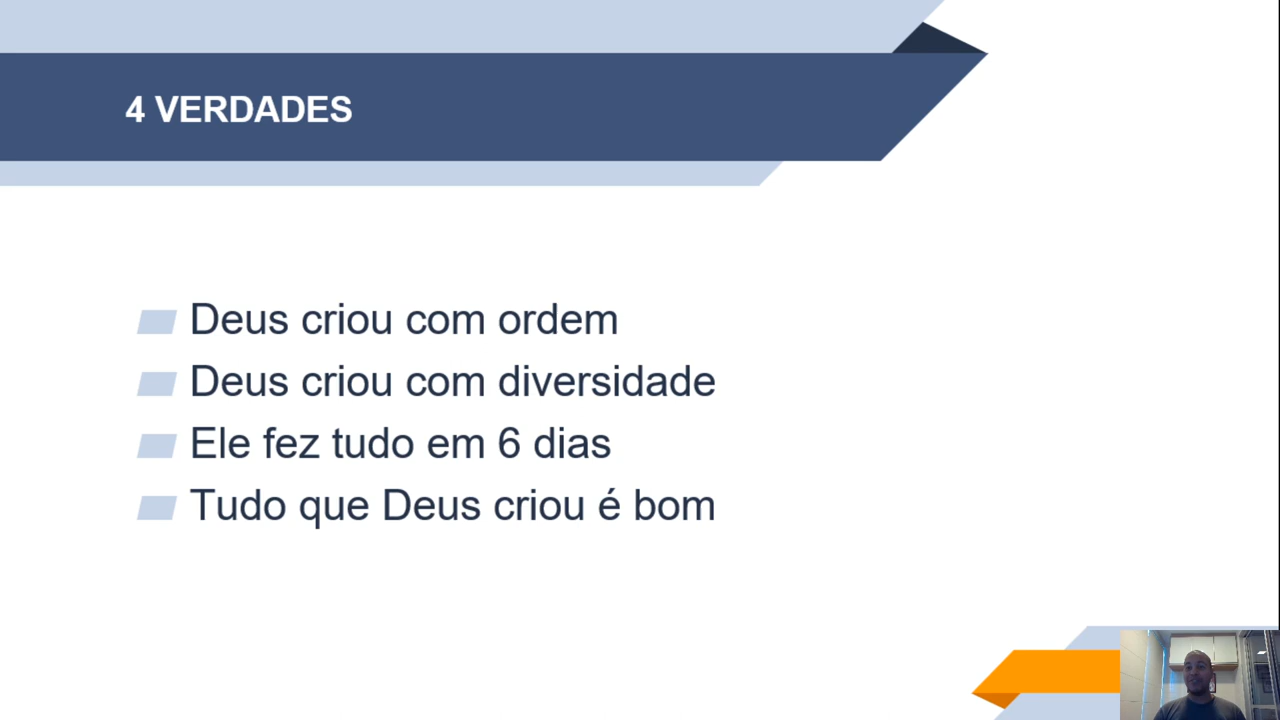 4 VERDADES
Deus criou com ordem
Deus criou com diversidade
Ele fez tudo em 6 dias
Tudo que Deus criou é bom